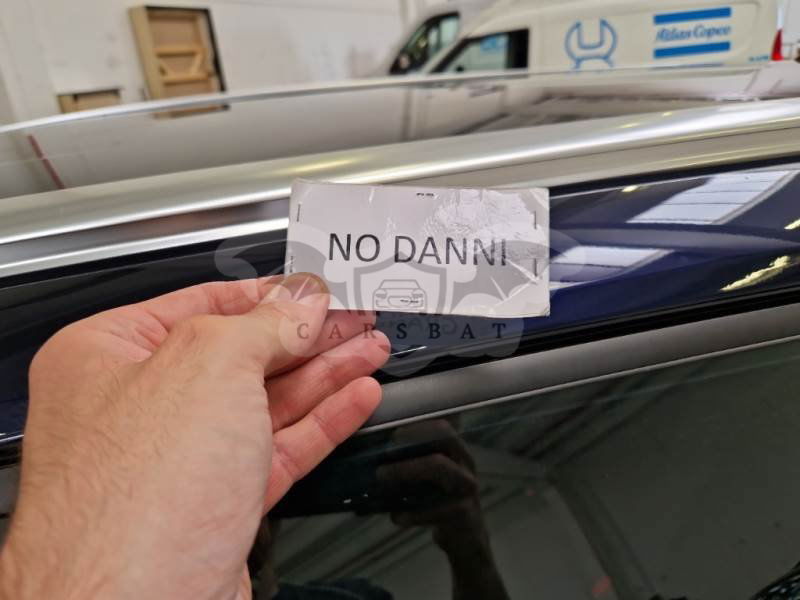 Atlas Copco
NO DANNI
CARSBAT